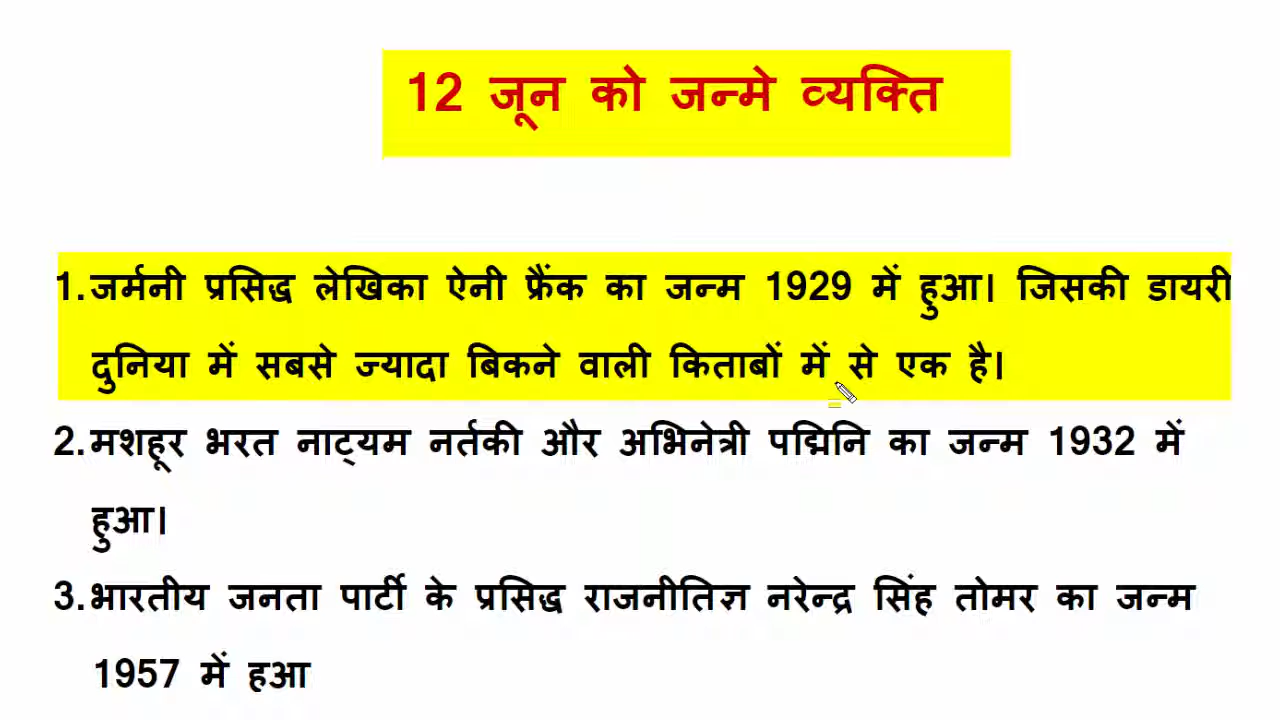 12 जून को जन्मे व्यक्ति
1.जर्मनी प्रसिद्ध लेखिका ऐनी फ्रैंक का जन्म 1929 में हुआ। जिसकी डायरी
दुनिया में सबसे ज्यादा बिकने वाली किताबों में से एक है।
2.मशहूर भरत नाट्यम नर्तकी और अभिनेत्री पद्मिनि का जन्म 1932 में
हुआ।
3.भारतीय जनता पार्टी के प्रसिद्ध राजनीतिज्ञ नरेन्द्र सिंह तोमर का जन्म
1957 में हआ